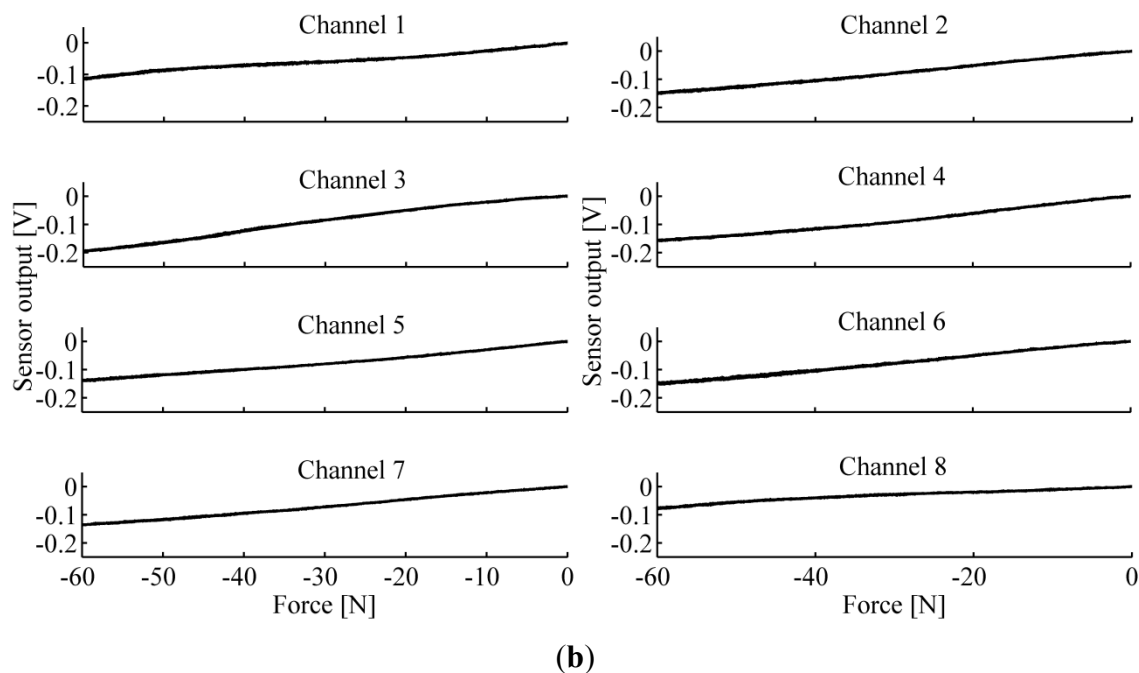 Channel 1
0
-0.1
-0.2
Channel 2
0
-0.1
-0.2
Channel 3
0
-0.1
-0.2
Channel 4
0
-0.1
-0.2
Sensor output [V]
Sensor output [V]
Channel 5
0
-0.1
-0.2
Channel 6
0
-0.1
-0.2
Channel 7
0
-0.1
-0.2
Channel 8
0
-0.1
-0.2
-60 -50 -40 -30 -20 -10 0
Force [N]
-60 -40 -20 0
Force [N]
(b)